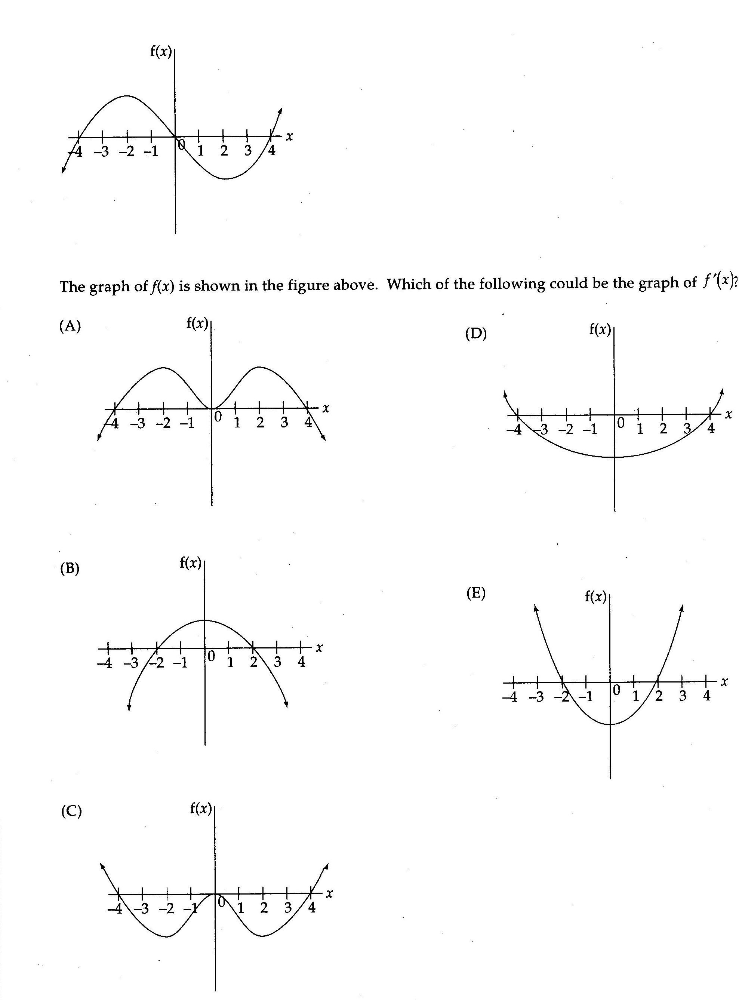 f(x)
x
–4 –3 –2 –1 0 1 2 3 4
The graph of f(x) is shown in the figure above. Which of the following could be the graph of f′(x)?
(A)
f(x)
x
–4 –3 –2 –1 0 1 2 3 4
(D)
f(x)
x
–4 –3 –2 –1 0 1 2 3 4
(B)
f(x)
x
–4 –3 –2 –1 0 1 2 3 4
(E)
f(x)
x
–4 –3 –2 –1 0 1 2 3 4
(C)
f(x)
x
–4 –3 –2 –1 0 1 2 3 4